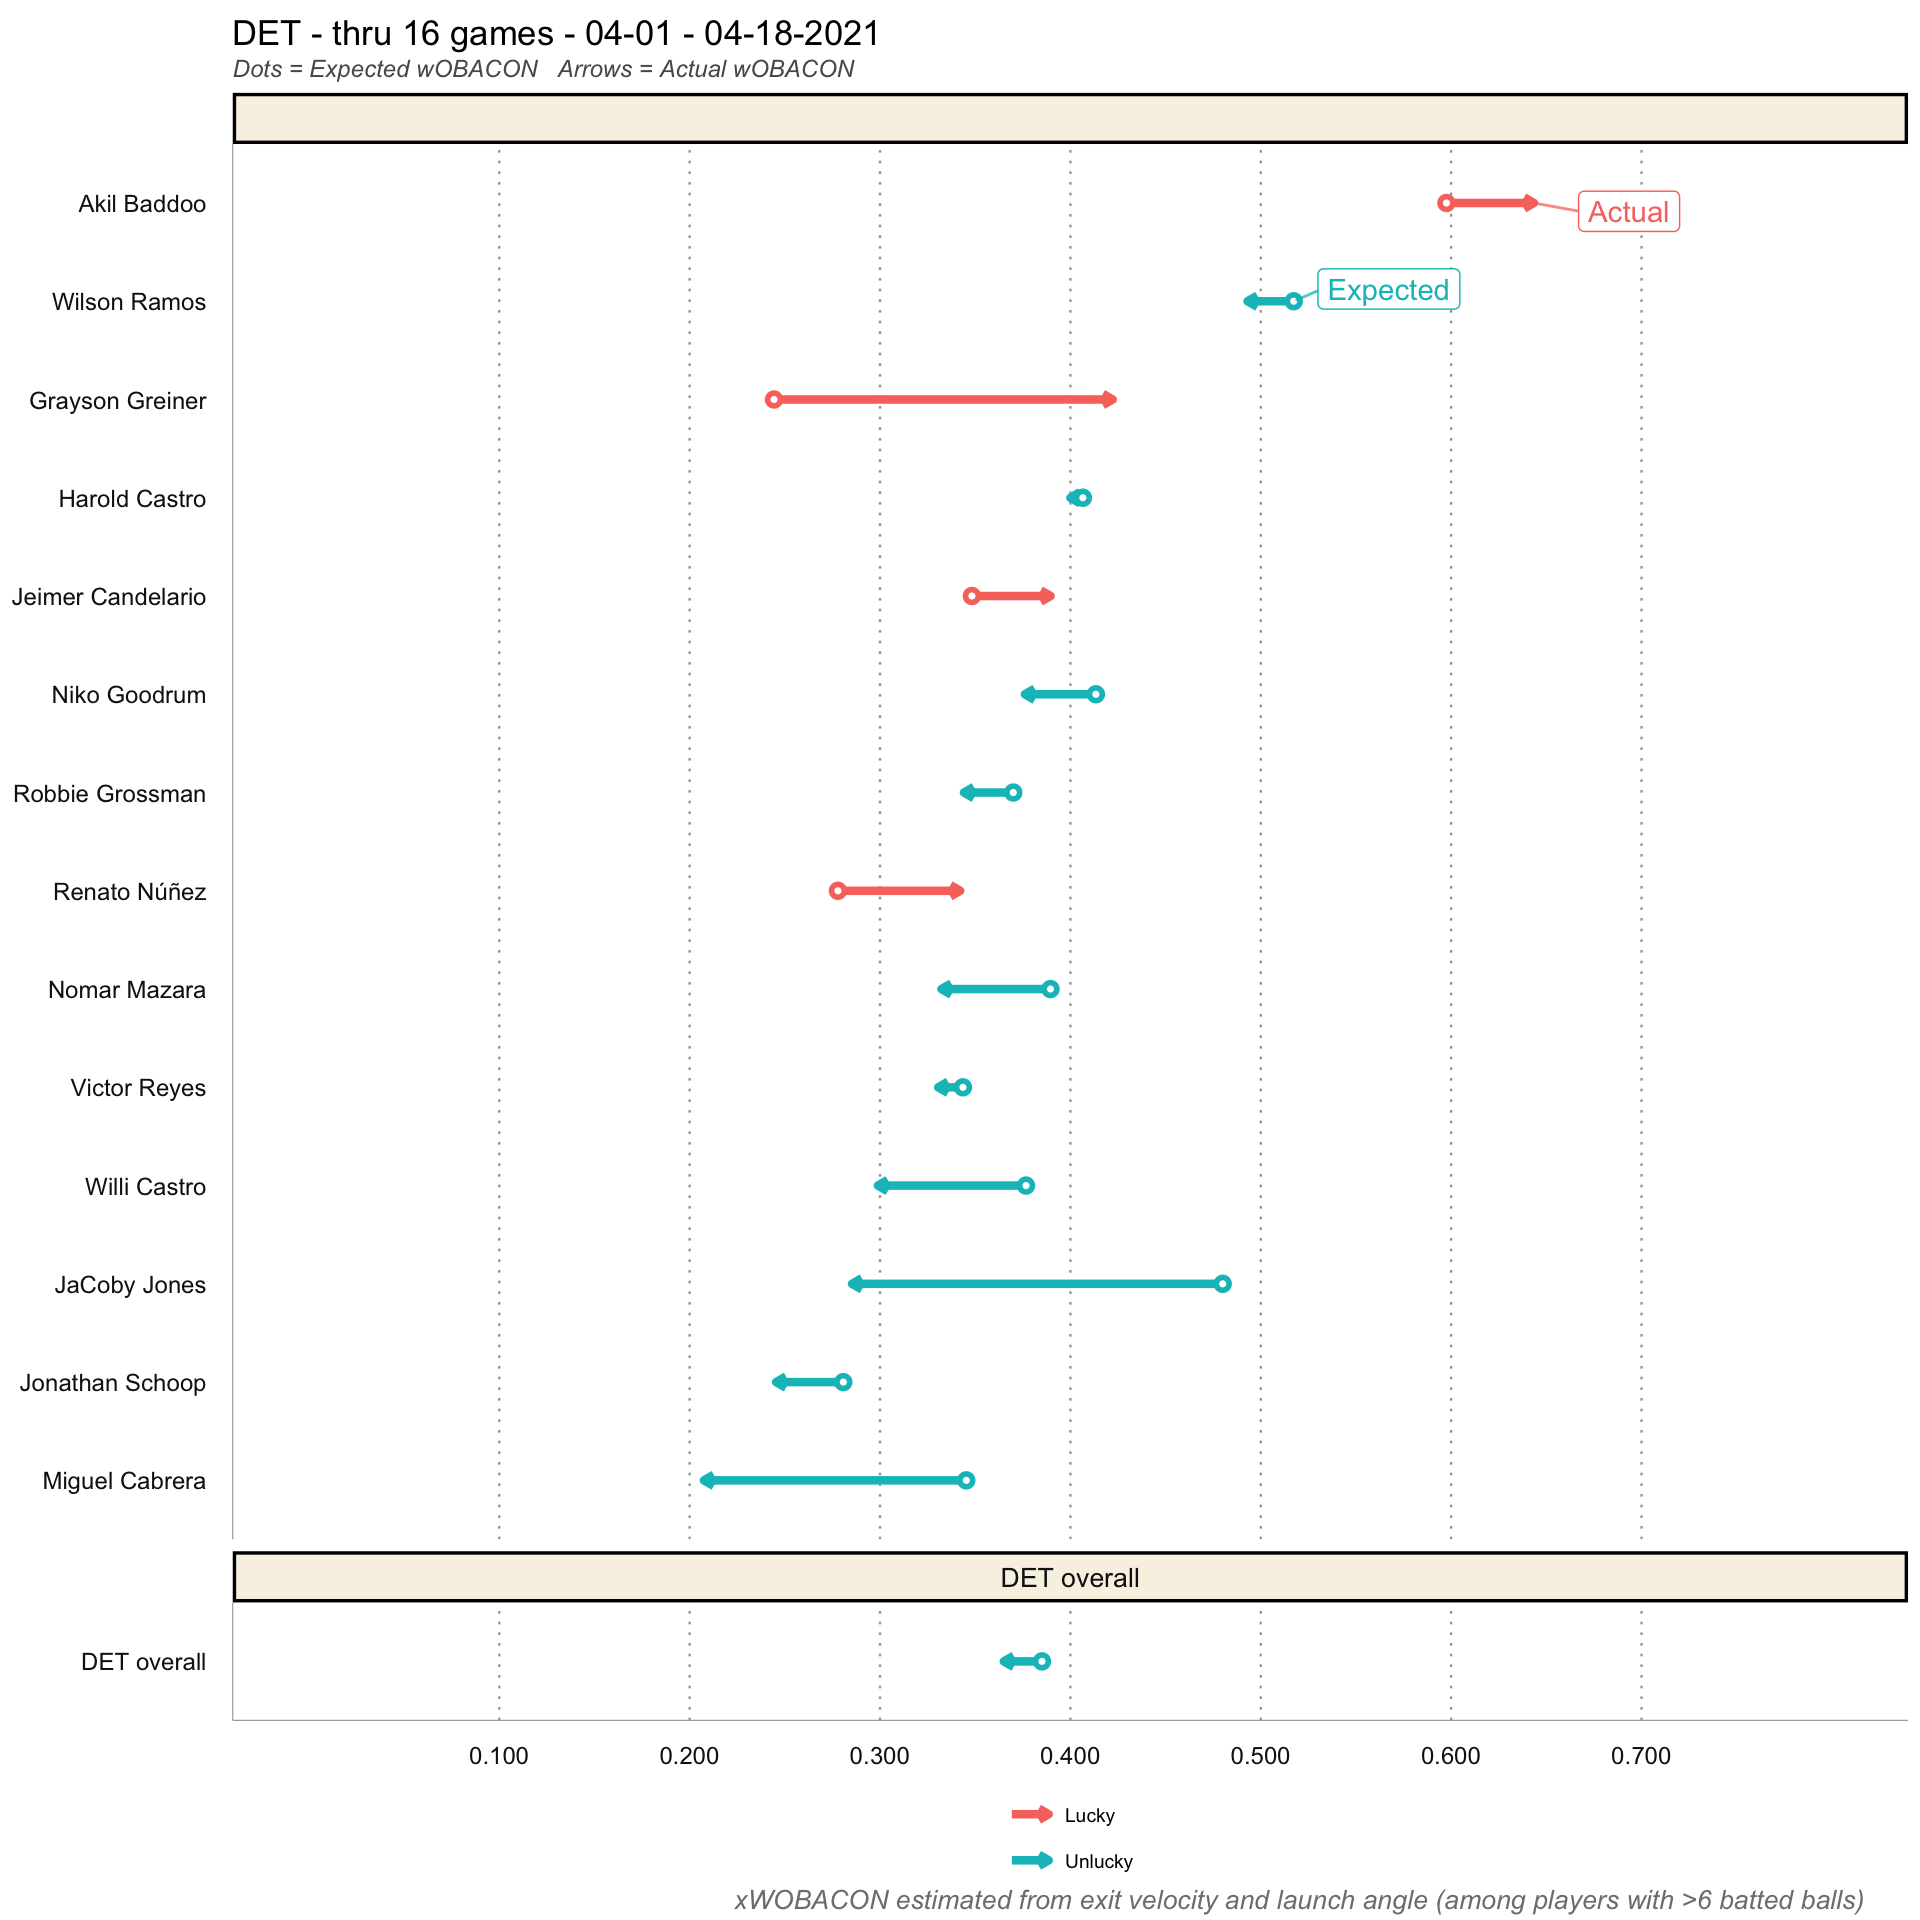 DET - thru 16 games - 04-01 - 04-18-2021
Dots = Expected wOBACON   Arrows = Actual wOBACON
Akil Baddoo
Actual
Wilson Ramos
Expected
Grayson Greiner
Harold Castro
Jeimer Candelario
Niko Goodrum
Robbie Grossman
Renato Núñez
Nomar Mazara
Victor Reyes
Willi Castro
JaCoby Jones
Jonathan Schoop
Miguel Cabrera
DET overall
DET overall
0.100 0.200 0.300 0.400 0.500 0.600 0.700
Lucky
Unlucky
xWOBACON estimated from exit velocity and launch angle (among players with >6 batted balls)